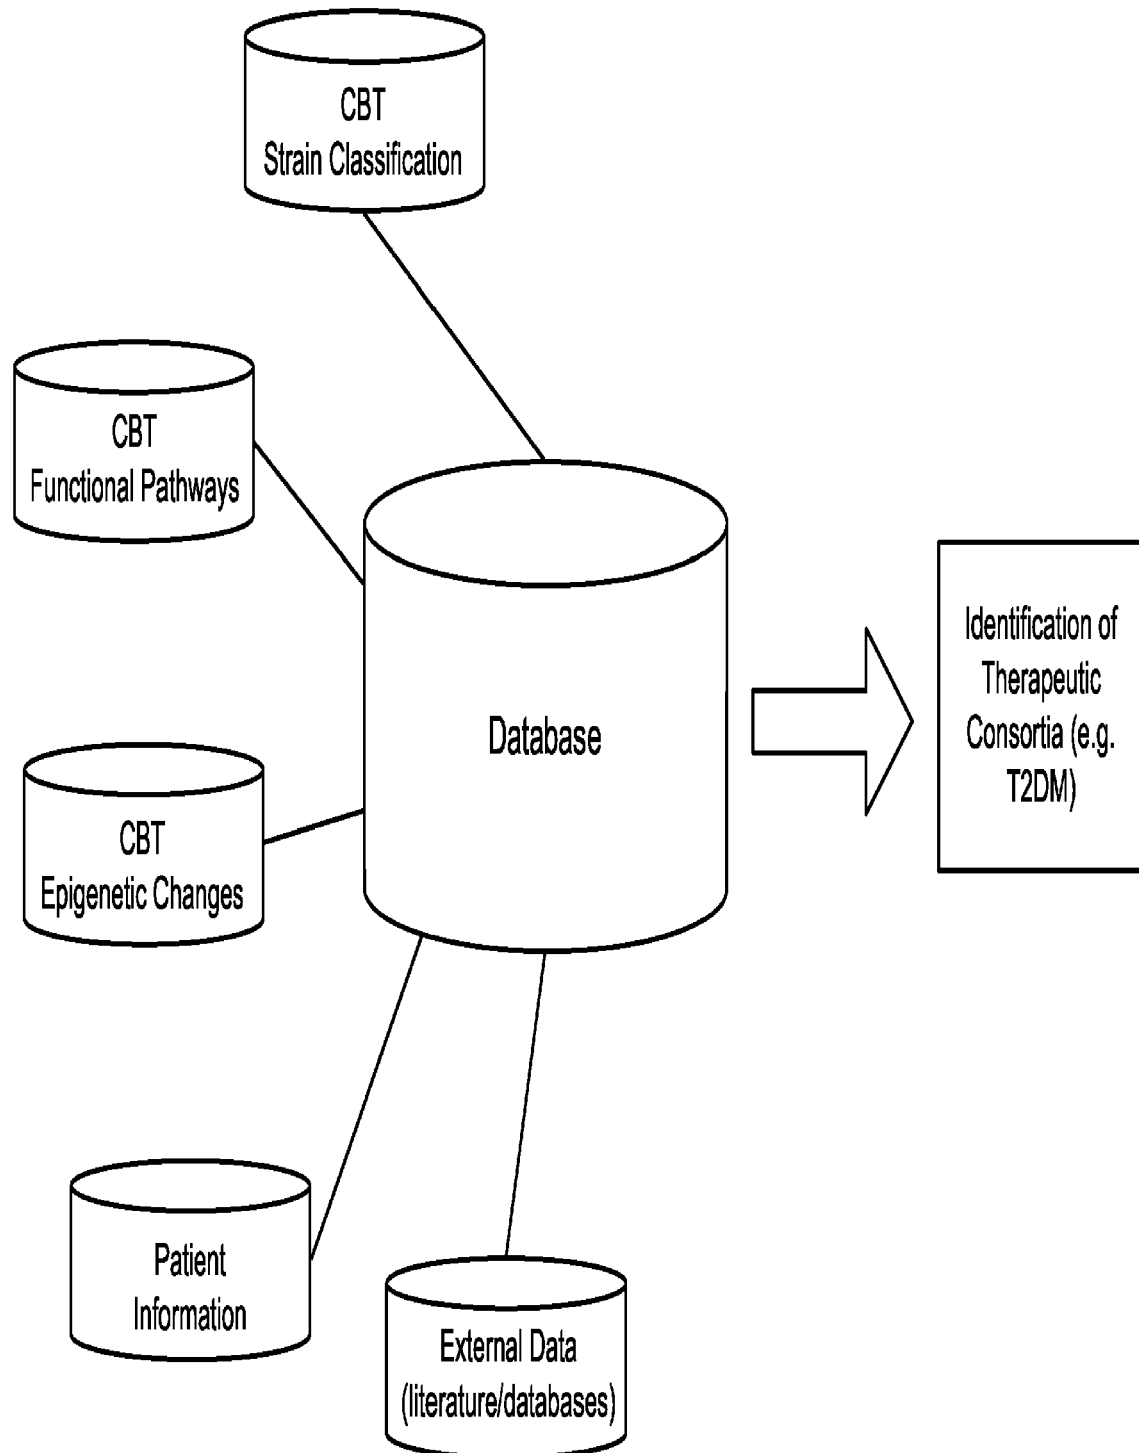 CBT
Strain Classification
CBT
Functional Pathways
Database
Identification of
Therapeutic
Consortia (e.g.
T2DM)
CBT
Epigenetic Changes
Patient
Information
External Data
(literature/databases)